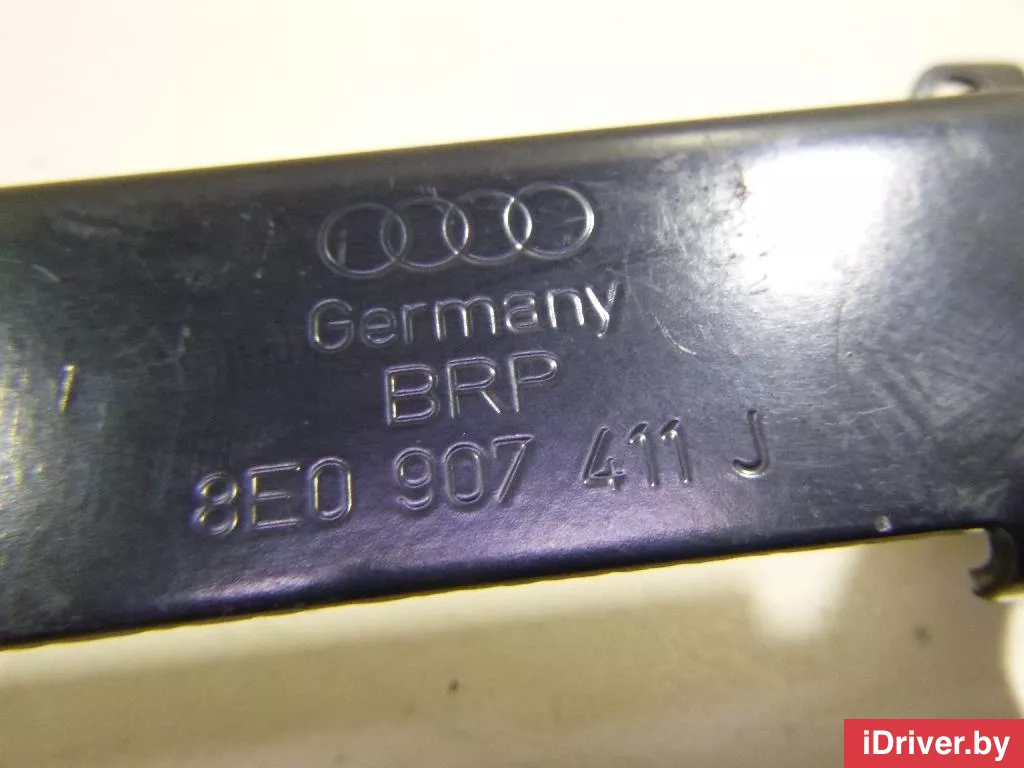 Germany
BRP
8E0 907 411 J
iDriver.by